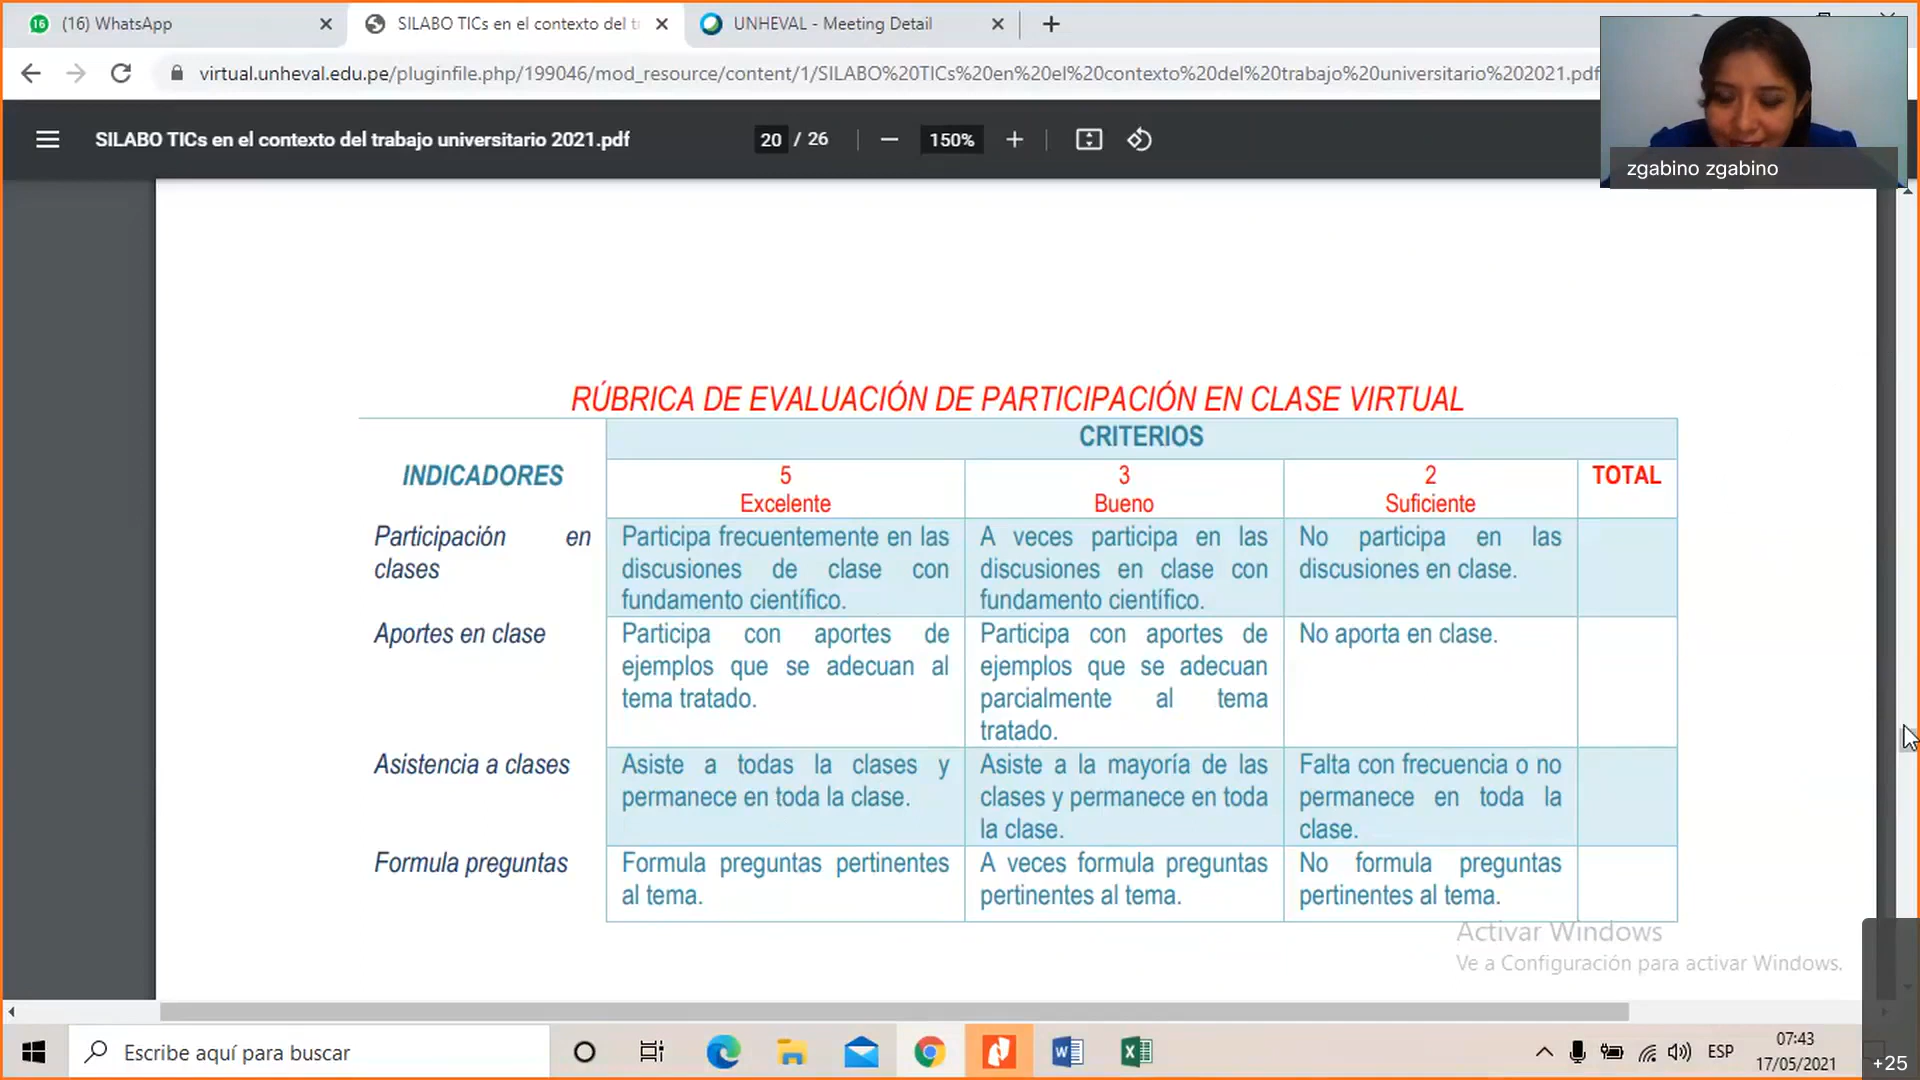 (16) WhatsApp
SILABO TICs en el contexto del t
UNHEVAL - Meeting Detail
virtual.unheval.edu.pe/pluginfile.php/199046/mod_resource/content/1/SILABO%20TICs%20en%20el%20contexto%20del%20trabajo%20universitario%202021.pdf
SILABO TICs en el contexto del trabajo universitario 2021.pdf
20 / 26
150%
zgabino zgabino
RÚBRICA DE EVALUACIÓN DE PARTICIPACIÓN EN CLASE VIRTUAL
CRITERIOS
INDICADORES
5
Excelente
3
Bueno
2
Suficiente
TOTAL
Participación en
clases
Participa frecuentemente en las
discusiones de clase con
fundamento científico.
A veces participa en las
discusiones en clase con
fundamento científico.
No participa en las
discusiones en clase.
Aportes en clase
Participa con aportes de
ejemplos que se adecuan al
tema tratado.
Participa con aportes de
ejemplos que se adecuan
parcialmente al tema
tratado.
No aporta en clase.
Asistencia a clases
Asiste a todas la clases y
permanece en toda la clase.
Asiste a la mayoría de las
clases y permanece en toda
la clase.
Falta con frecuencia o no
permanece en toda la
clase.
Formula preguntas
Formula preguntas pertinentes
al tema.
A veces formula preguntas
pertinentes al tema.
No formula preguntas
pertinentes al tema.
Activar Windows
Ve a Configuración para activar Windows.
Escribe aquí para buscar
ESP
07:43
17/05/2021
+25